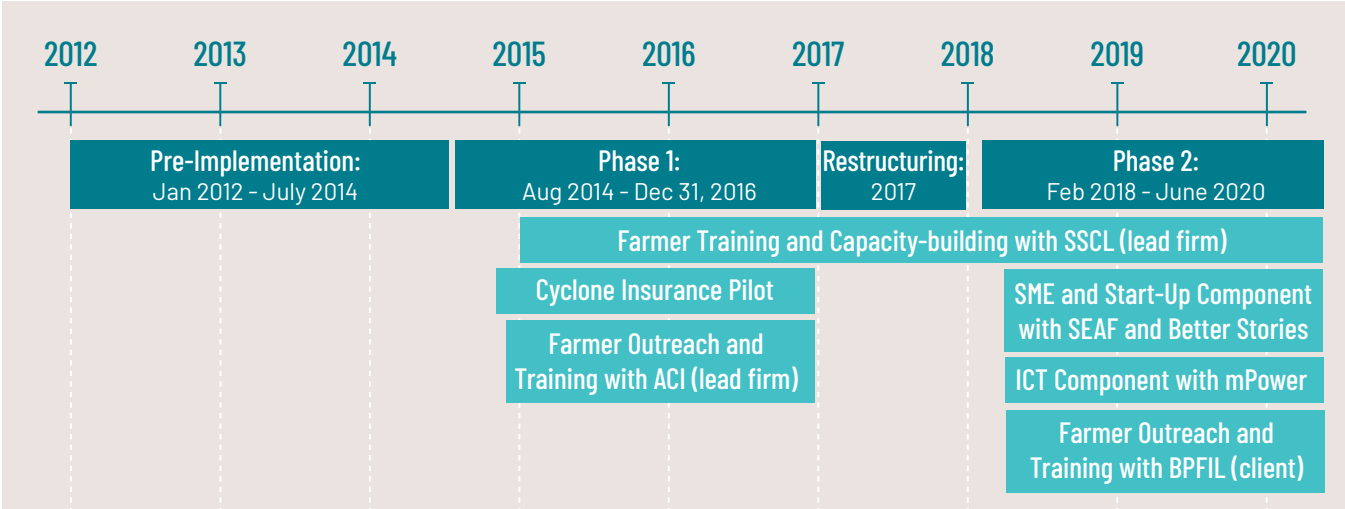 2012 2013 2014 2015 2016 2017 2018 2019 2020
Pre-Implementation:
Jan 2012 - July 2014
Phase 1:
Aug 2014 - Dec 31, 2016
Restructuring:
2017
Phase 2:
Feb 2018 - June 2020
Farmer Training and Capacity-building with SSCL (lead firm)
Cyclone Insurance Pilot
Farmer Outreach and
Training with ACI (lead firm)
SME and Start-Up Component
with SEAF and Better Stories
ICT Component with mPower
Farmer Outreach and
Training with BPFIL (client)